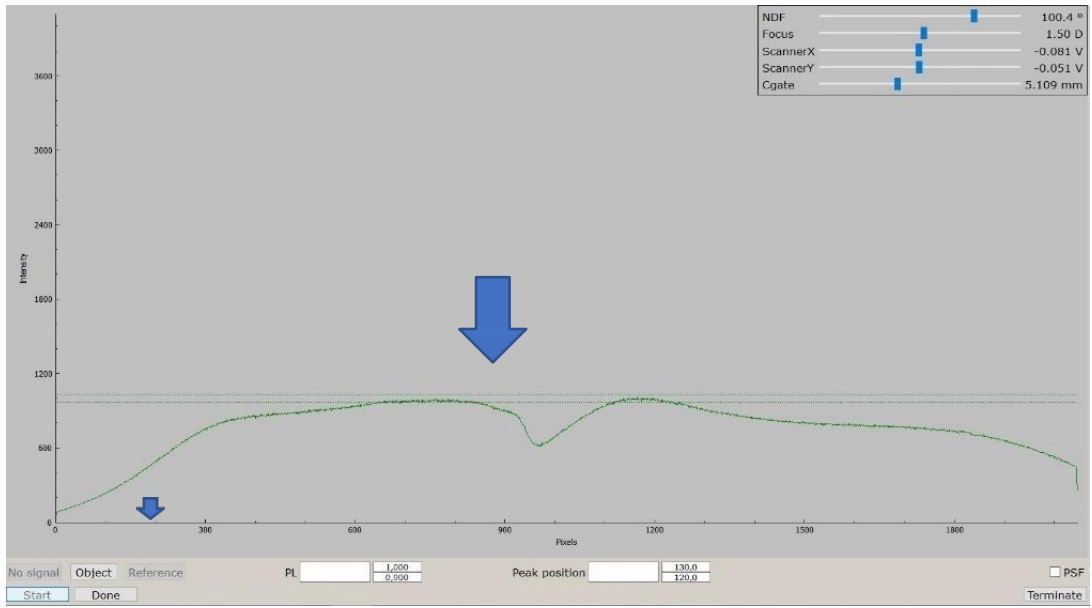 NDF 100.4 °
Focus 1.50 D
ScannerX -0.081 V
ScannerY -0.051 V
Cgate 5.109 mm
3600
3000
2400
1800
1200
600
0
Intensity
0 300 600 900 1200 1500 1800
Pixels
No signal Object Reference PL 1,000 Peak position 130,0 PSF
0,900 120,0
Start Done Terminate